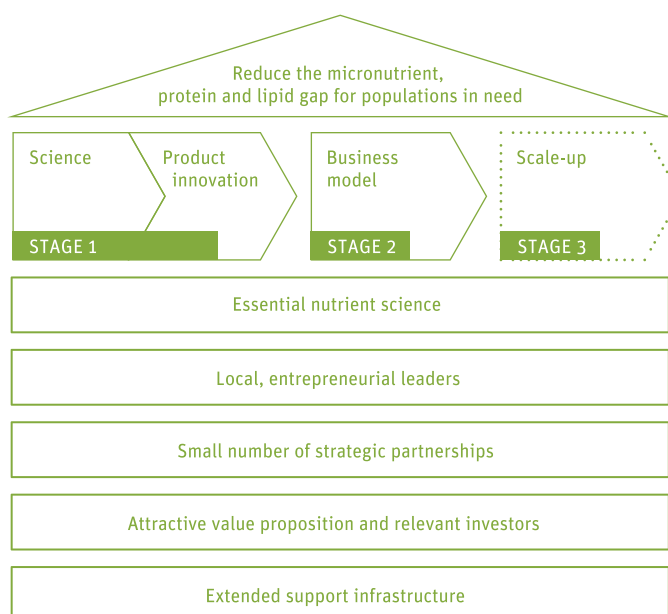 Reduce the micronutrient,
protein and lipid gap for populations in need
Science
Product
innovation
Business
model
Scale-up
STAGE 1
STAGE 2
STAGE 3
Essential nutrient science
Local, entrepreneurial leaders
Small number of strategic partnerships
Attractive value proposition and relevant investors
Extended support infrastructure